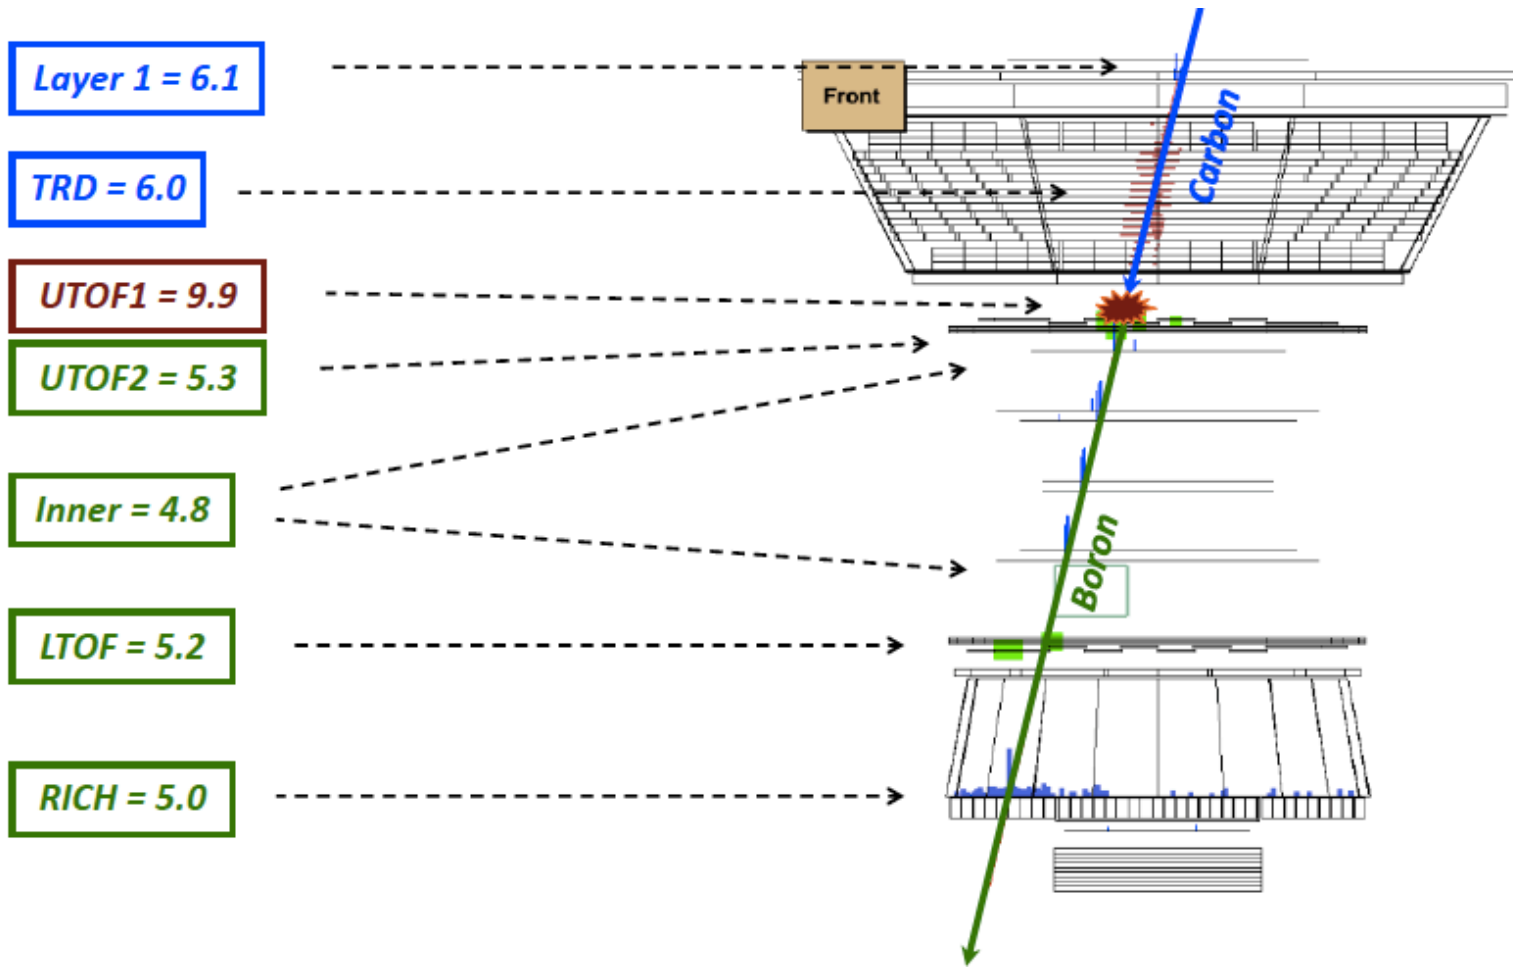 Layer 1 = 6.1
Front
Carbon
TRD = 6.0
UTOF1 = 9.9
UTOF2 = 5.3
Inner = 4.8
Boron
LTOF = 5.2
RICH = 5.0